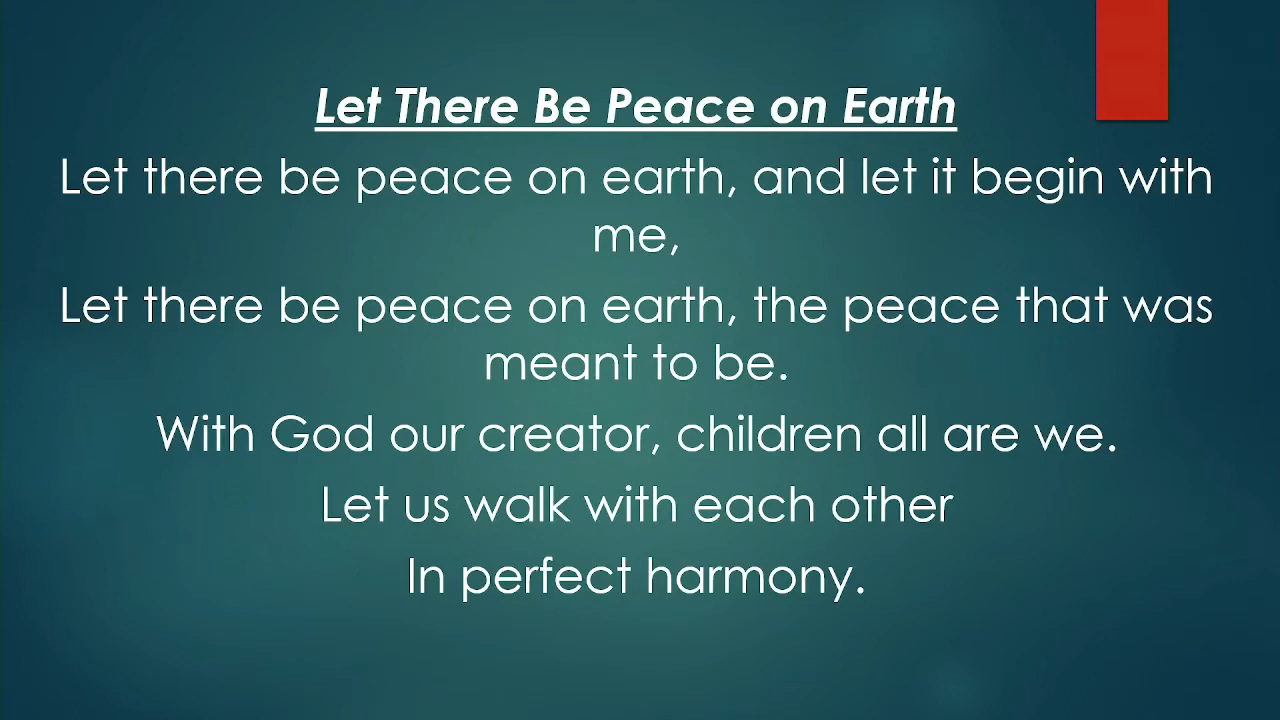 Let There Be Peace on Earth
Let there be peace on earth, and let it begin with
me,
Let there be peace on earth, the peace that was
meant to be.
With God our creator, children all are we.
Let us walk with each other
In perfect harmony.